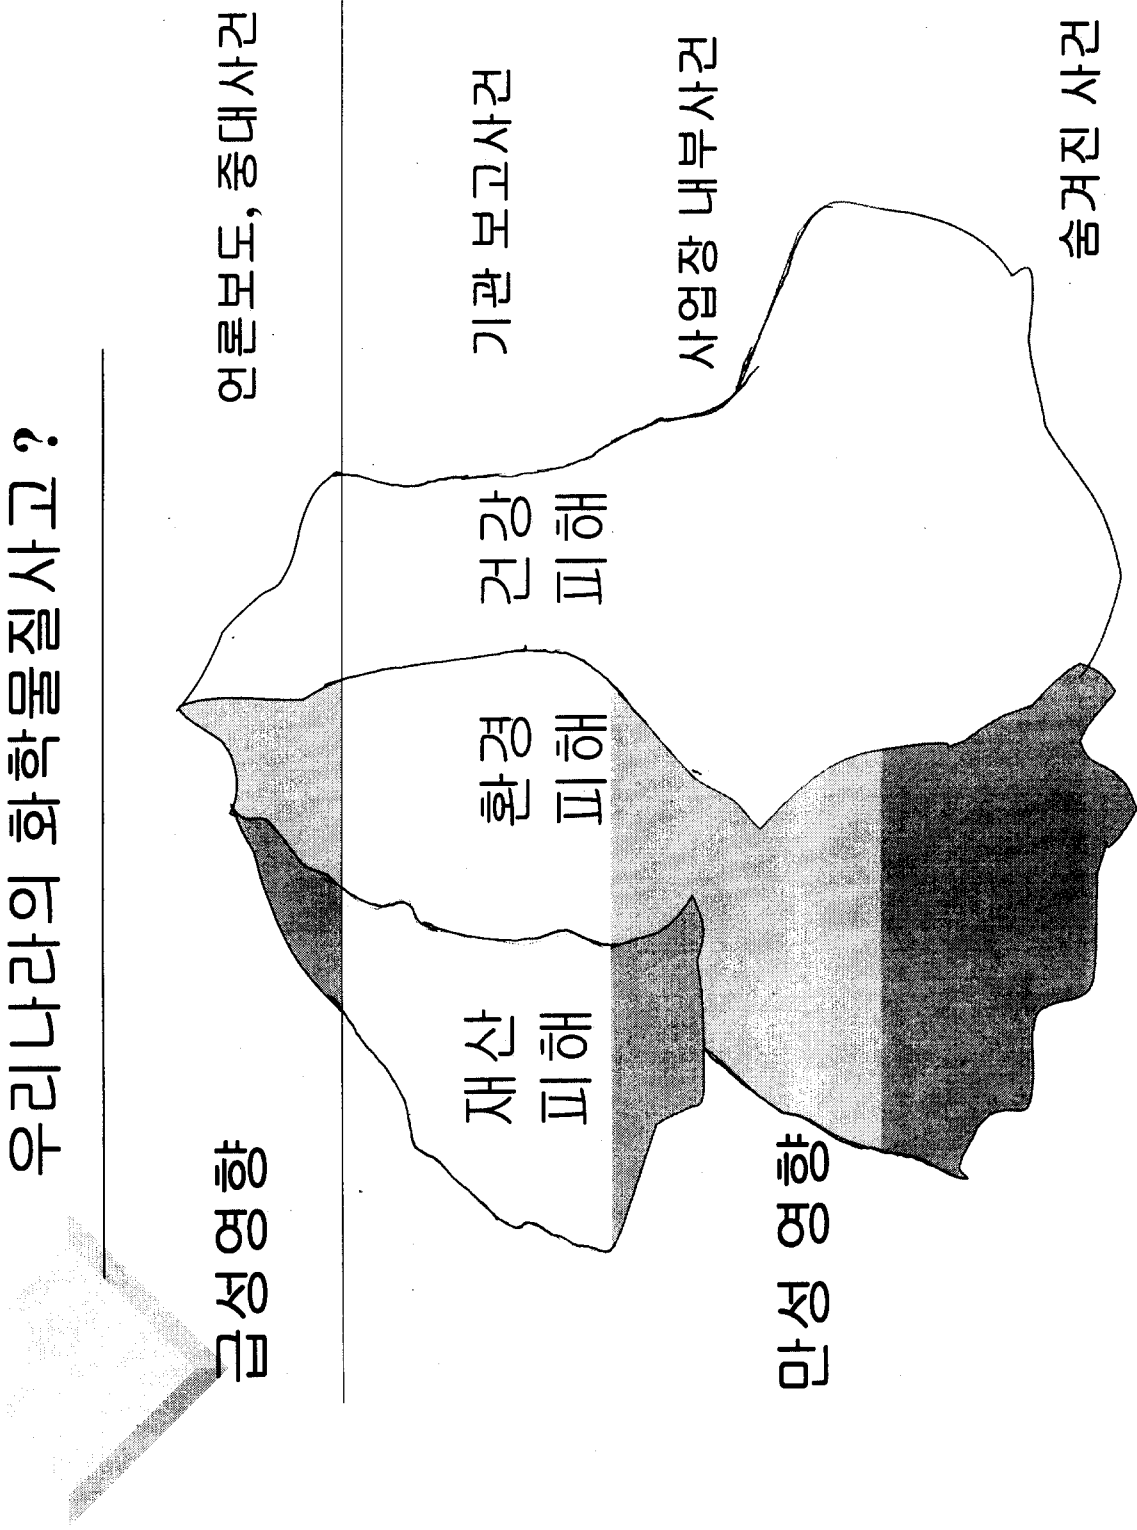 우리나라의 화학물질사고 ?
급성영향
언론보도, 중대사건
재산
피해
환경
피해
건강
피해
기관 보고사건
사업장 내부사건
만성 영향
숨겨진 사건